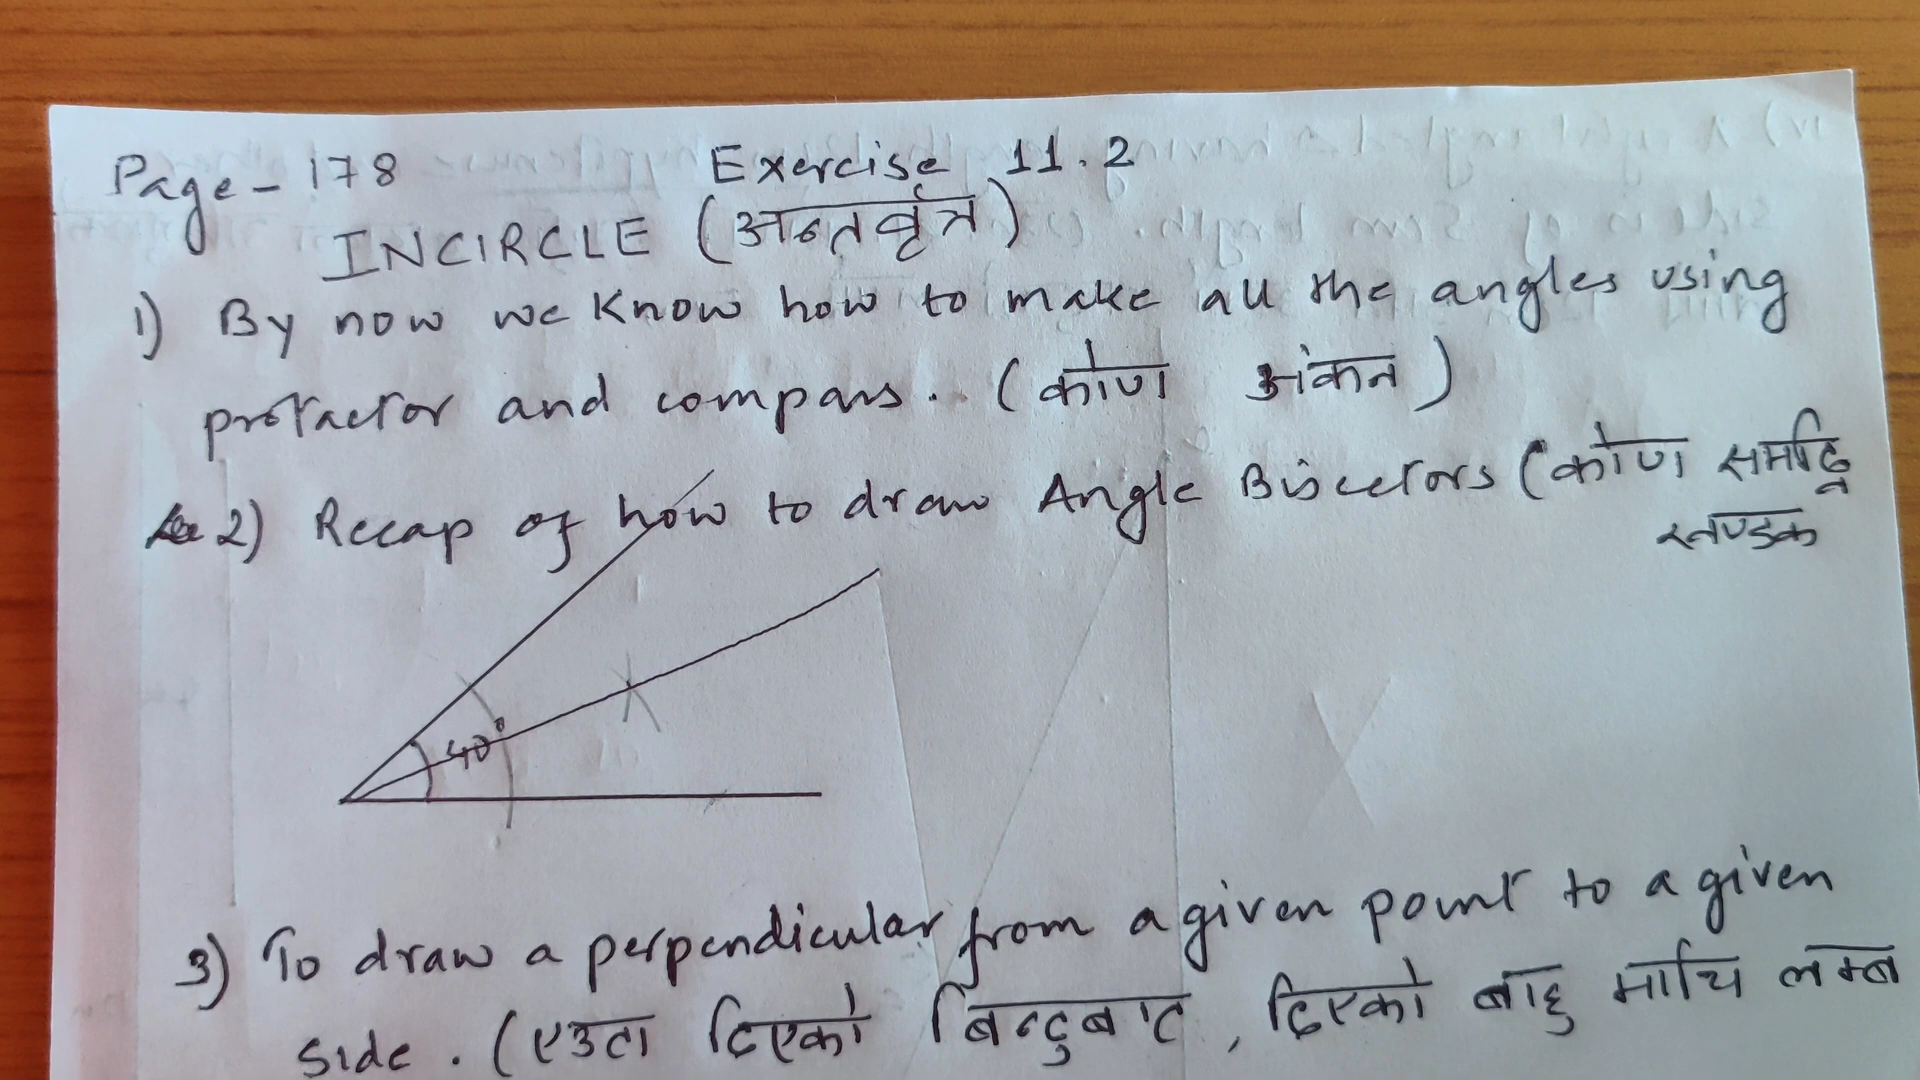 Page - 178 Exercise 11.2
INCIRCLE (अन्तर्वृत्त)
1) By now we know how to make all the angles using
protractor and compass. (कोण अंकन)
2) Recap of how to draw Angle Bisectors (कोण समद्वि
खण्डक
40°
3) To draw a perpendicular from a given point to a given
side. (एउटा दिएको बिन्दुबाट, दिएको बाहु माथि लम्ब